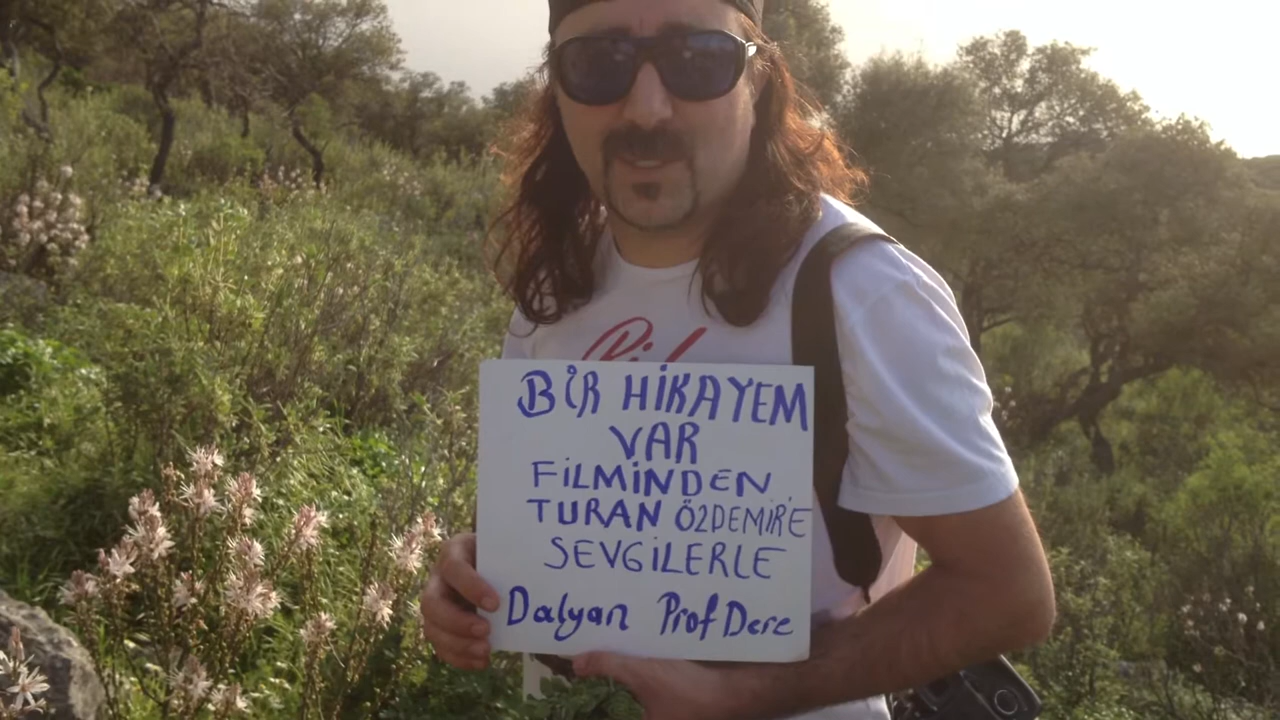 BİR HİKAYEM
VAR
FİLMİNDEN
TURAN ÖZDEMİR'E
SEVGİLERLE
Dalyan Prof Dere